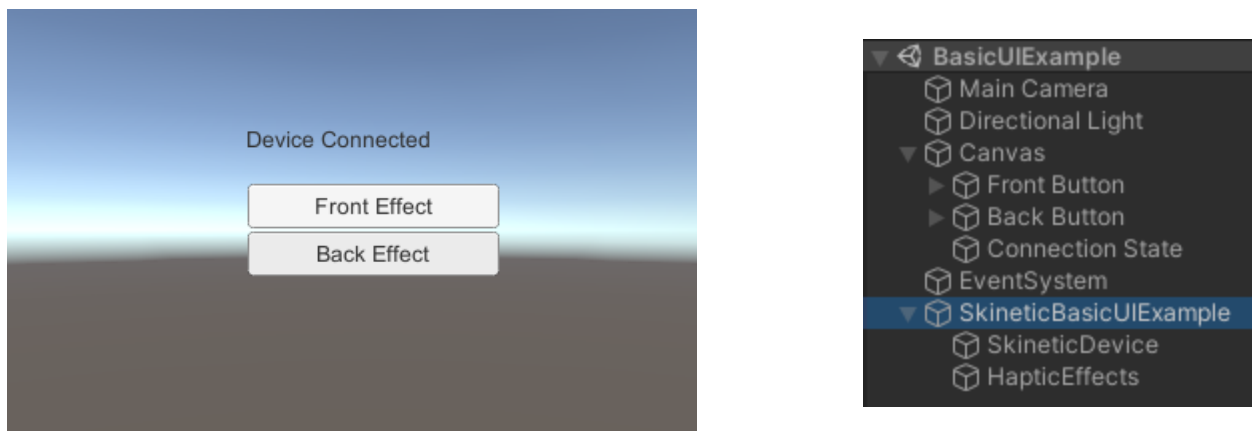 Device Connected
Front Effect
Back Effect
BasicUIExample
Main Camera
Directional Light
Canvas
Front Button
Back Button
Connection State
EventSystem
SkineticBasicUIExample
SkineticDevice
HapticEffects